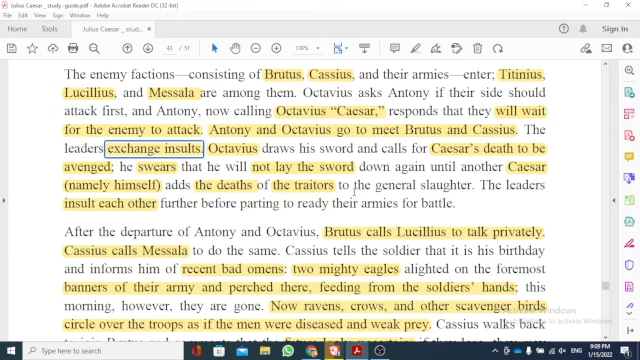 Julius Caesar _ study -guide.pdf - Adobe Acrobat Reader DC (32-bit)
File Edit View Sign Window Help
Home Tools Julius Caesar _ study... × Sign In
43 / 51 139%
The enemy factions—consisting of Brutus, Cassius, and their armies—enter; Titinius,
Lucillius, and Messala are among them. Octavius asks Antony if their side should
attack first, and Antony, now calling Octavius “Caesar,” responds that they will wait
for the enemy to attack. Antony and Octavius go to meet Brutus and Cassius. The
leaders exchange insults. Octavius draws his sword and calls for Caesar’s death to be
avenged; he swears that he will not lay the sword down again until another Caesar
(namely himself) adds the deaths of the traitors to the general slaughter. The leaders
insult each other further before parting to ready their armies for battle.
After the departure of Antony and Octavius, Brutus calls Lucillius to talk privately.
Cassius calls Messala to do the same. Cassius tells the soldier that it is his birthday
and informs him of recent bad omens: two mighty eagles alighted on the foremost
banners of their army and perched there, feeding from the soldiers’ hands; this
morning, however, they are gone. Now ravens, crows, and other scavenger birds
circle over the troops as if the men were diseased and weak prey. Cassius walks back
Activate Windows
Type here to search
9:09 PM
1/15/2022